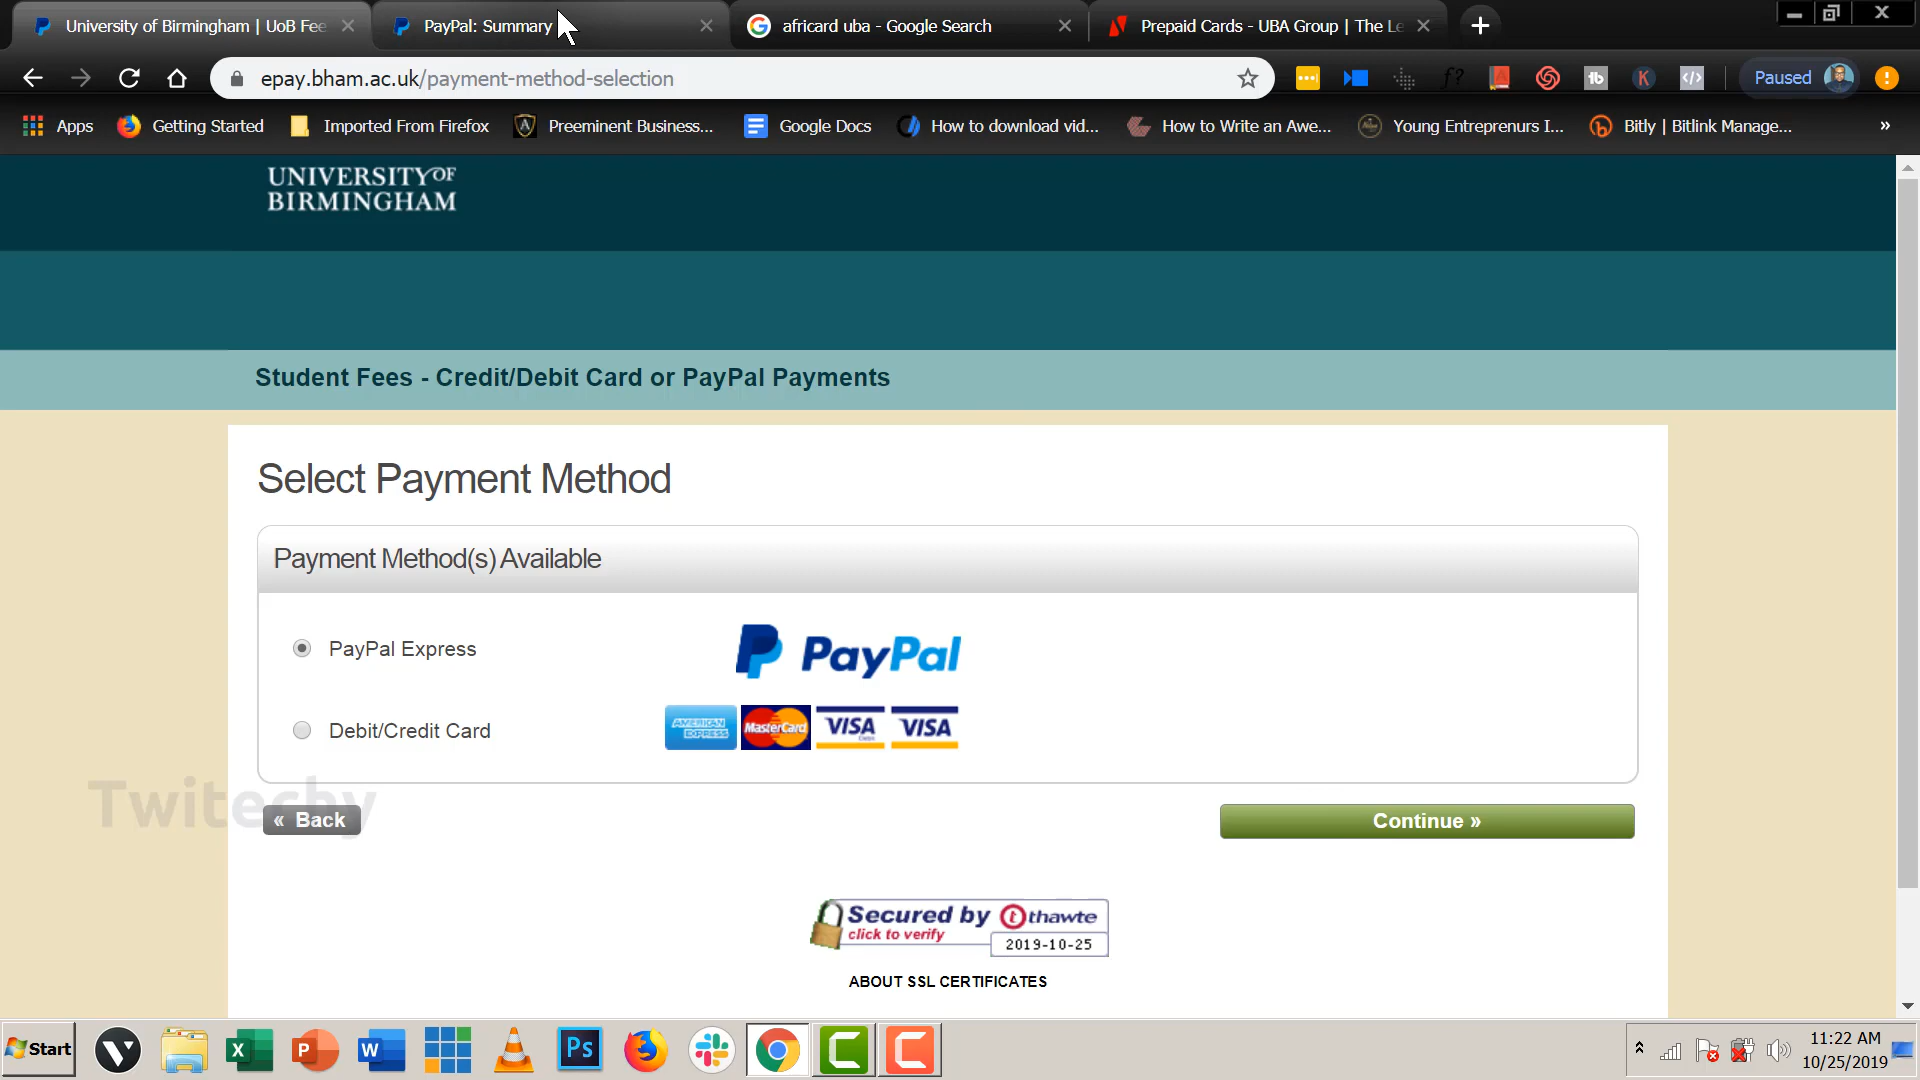 University of Birmingham | UoB Fee
PayPal: Summary
africard uba - Google Search
Prepaid Cards - UBA Group | The Le
epay.bham.ac.uk/payment-method-selection
Paused
Apps
Getting Started
Imported From Firefox
Preeminent Business...
Google Docs
How to download vid...
How to Write an Awe...
Young Entreprenurs I...
Bitly | Bitlink Manage...
»
UNIVERSITY OF
BIRMINGHAM
Student Fees - Credit/Debit Card or PayPal Payments
Select Payment Method
Payment Method(s) Available
PayPal Express
PayPal
Debit/Credit Card
AMERICAN EXPRESS
MasterCard
VISA
VISA
Twitechy
« Back
Continue »
Secured by thawte
click to verify
2019-10-25
ABOUT SSL CERTIFICATES
Start
11:22 AM
10/25/2019